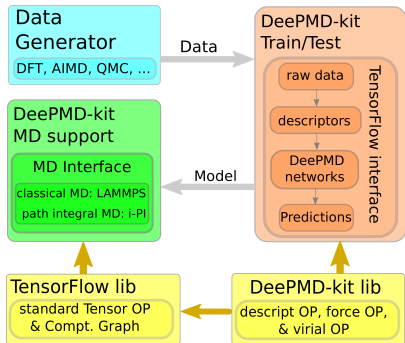 Data
Generator
DFT, AIMD, QMC, ...
Data
DeePMD-kit
Train/Test
raw data
descriptors
DeePMD
networks
Predictions
TensorFlow interface
DeePMD-kit
MD support
MD Interface
classical MD: LAMMPS
path integral MD: i-PI
Model
TensorFlow lib
standard Tensor OP
& Compt. Graph
DeePMD-kit lib
descript OP, force OP,
& virial OP